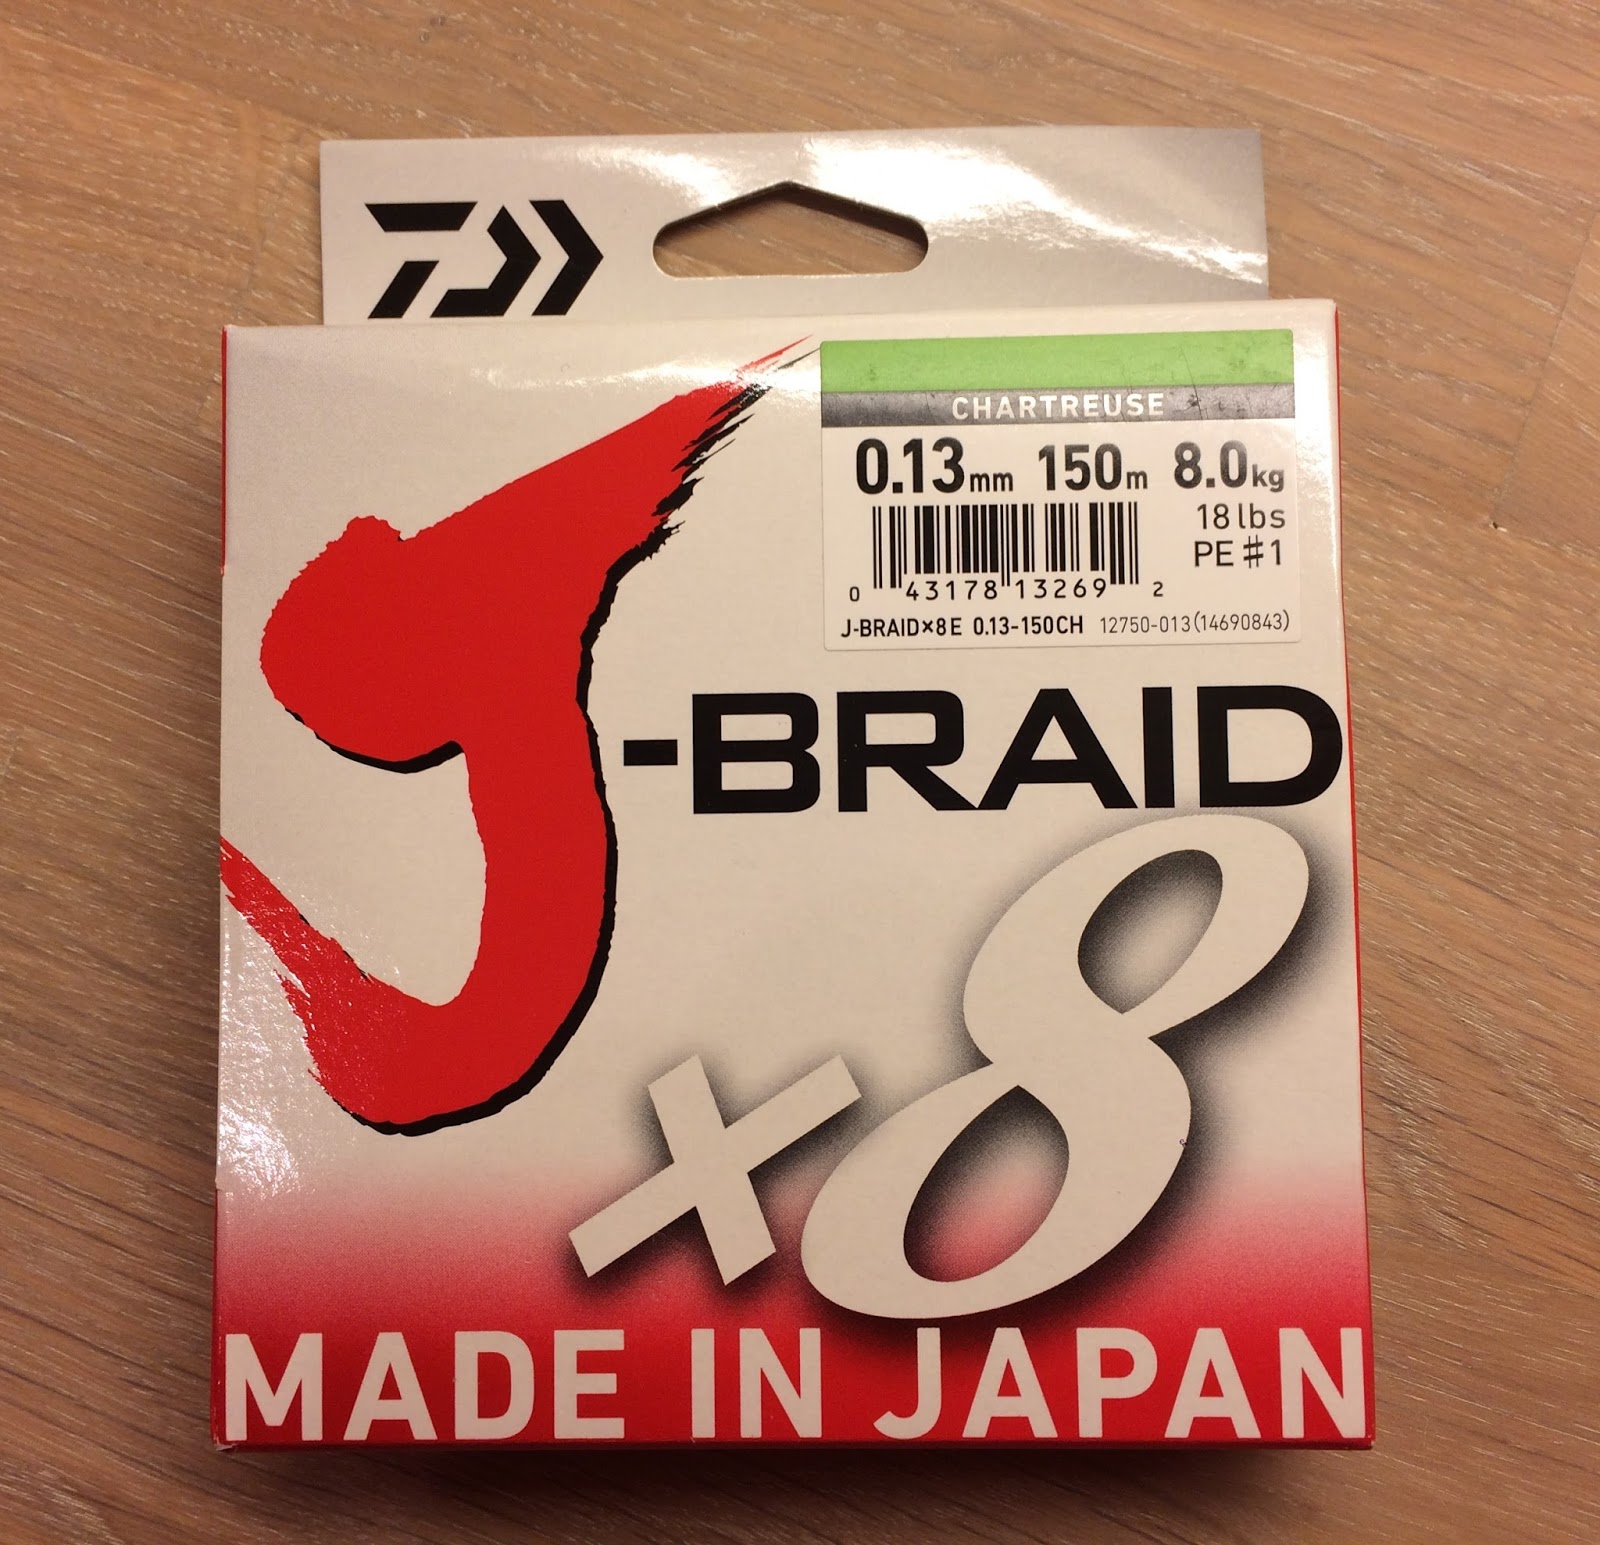 CHARTREUSE
0.13mm 150m 8.0kg
18 lbs
PE #1
0 43178 13269 2
J-BRAID×8E 0.13-150CH 12750-013(14690843)
J-BRAID
×8
MADE IN JAPAN